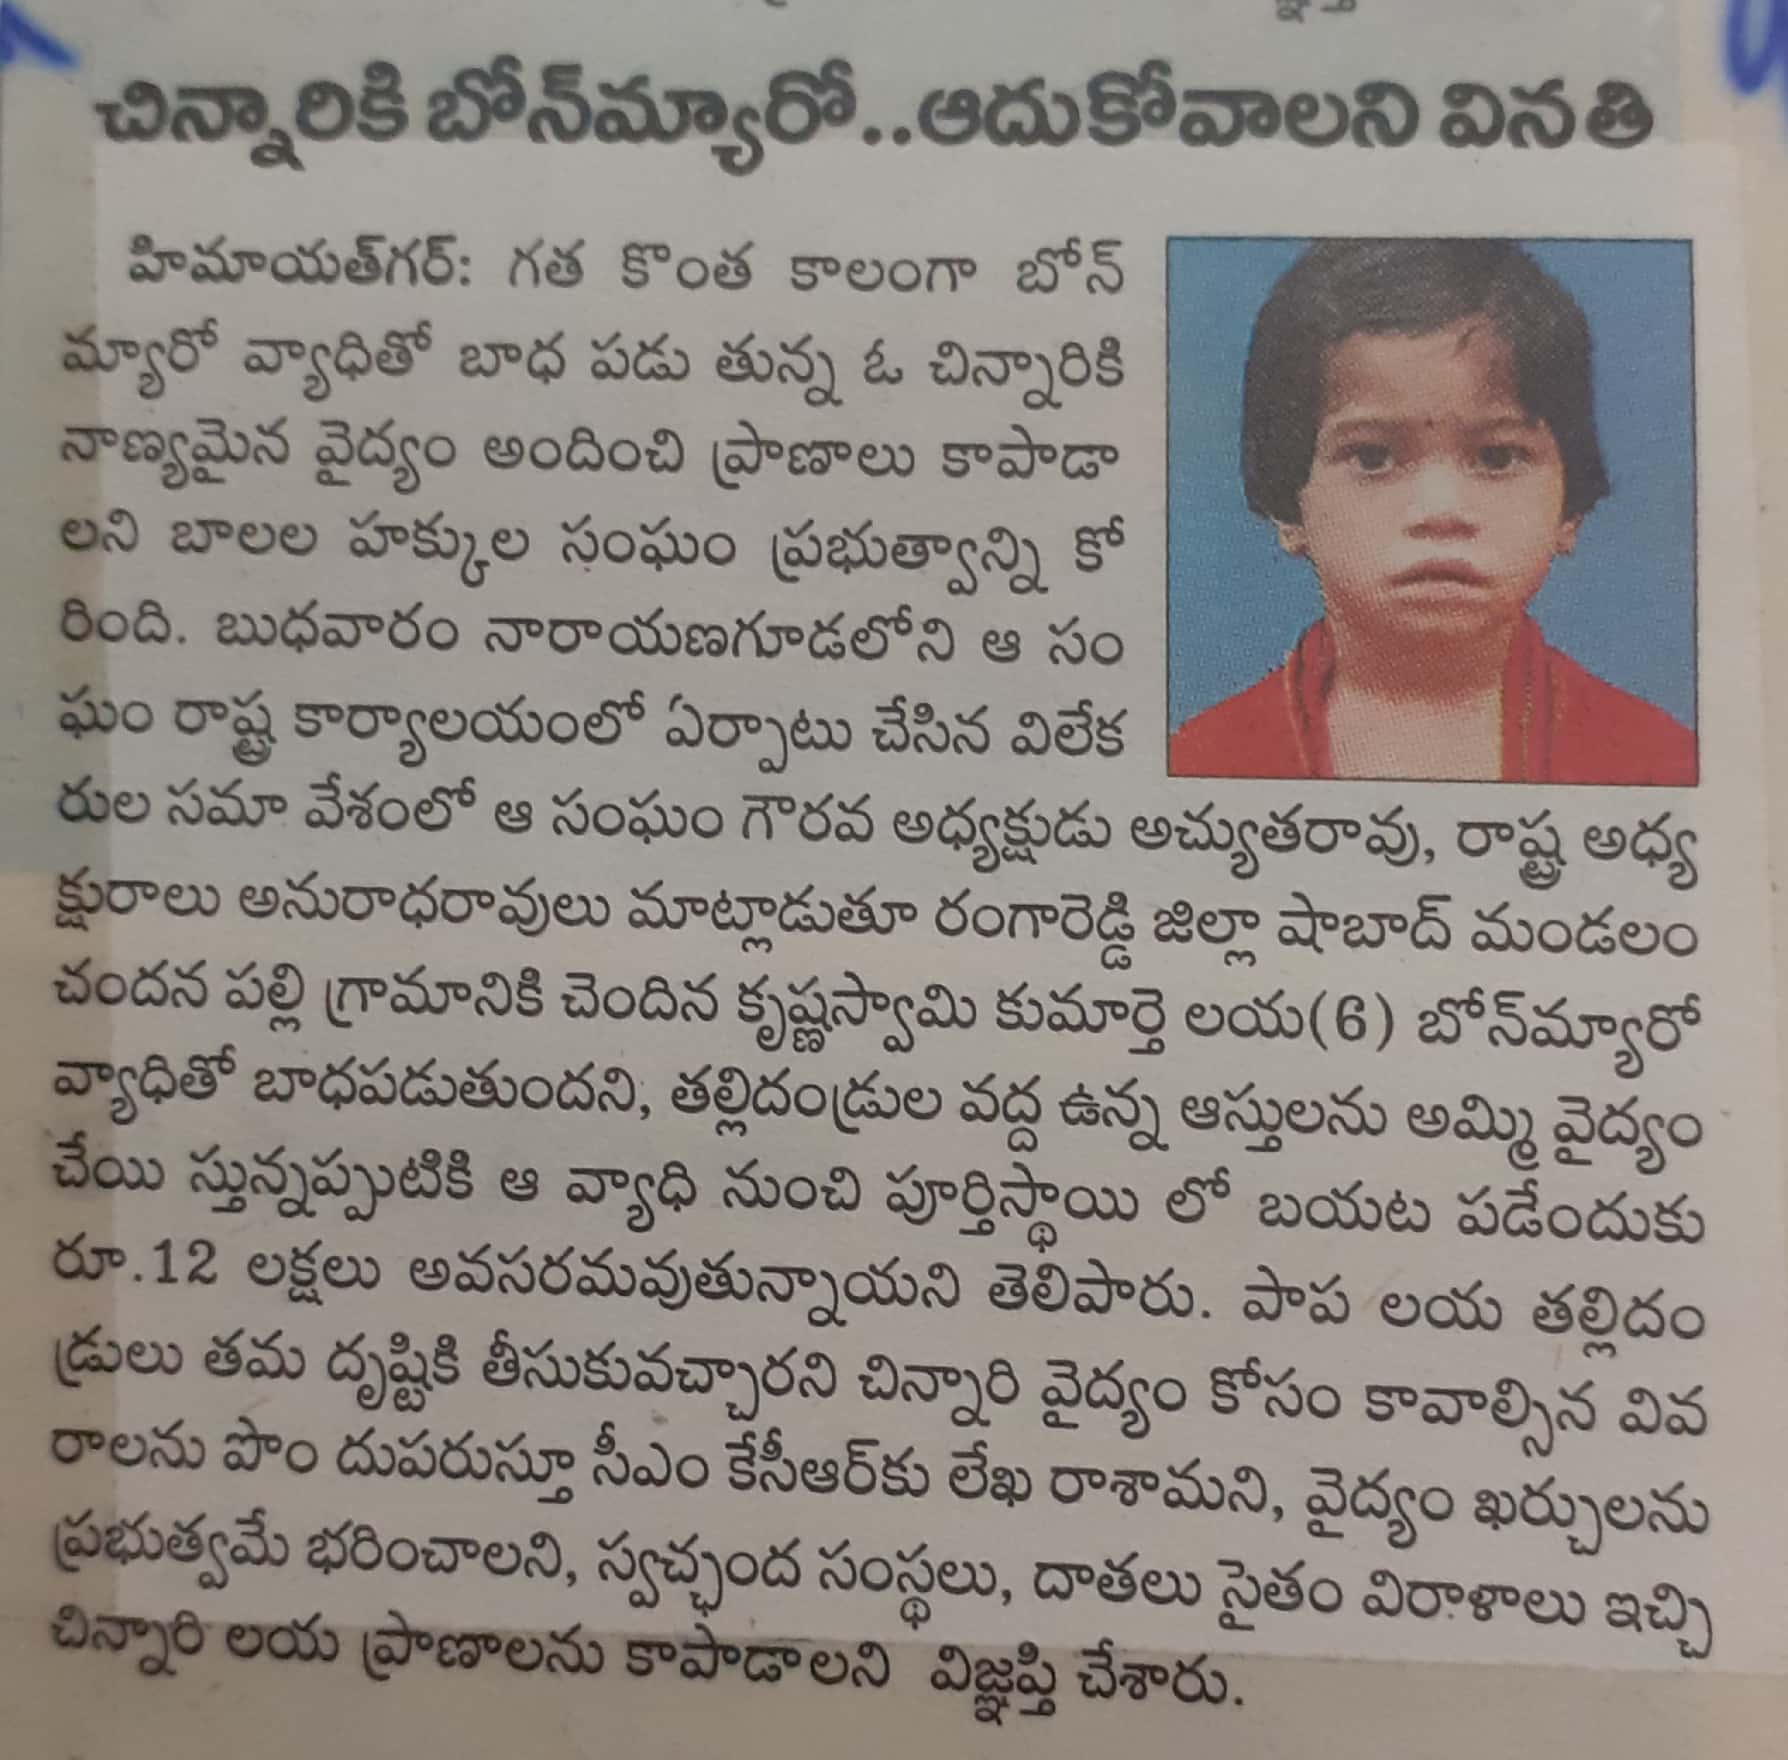 చిన్నారికి బోన్‌మ్యారో..ఆదుకోవాలని వినతి
హిమాయత్‌గర్: గత కొంత కాలంగా బోన్
మ్యారో వ్యాధితో బాధ పడు తున్న ఓ చిన్నారికి
నాణ్యమైన వైద్యం అందించి ప్రాణాలు కాపాడా
లని బాలల హక్కుల సంఘం ప్రభుత్వాన్ని కో
రింది. బుధవారం నారాయణగూడలోని ఆ సం
ఘం రాష్ట్ర కార్యాలయంలో ఏర్పాటు చేసిన విలేక
రుల సమా వేశంలో ఆ సంఘం గౌరవ అధ్యక్షుడు అచ్యుతరావు, రాష్ట్ర అధ్య
క్షురాలు అనురాధరావులు మాట్లాడుతూ రంగారెడ్డి జిల్లా షాబాద్ మండలం
చందన పల్లి గ్రామానికి చెందిన కృష్ణస్వామి కుమార్తె లయ(6) బోన్‌మ్యారో
వ్యాధితో బాధపడుతుందని, తల్లిదండ్రుల వద్ద ఉన్న ఆస్తులను అమ్మి వైద్యం
చేయి స్తున్నప్పటికి ఆ వ్యాధి నుంచి పూర్తిస్థాయి లో బయట పడేందుకు
రూ.12 లక్షలు అవసరమవుతున్నాయని తెలిపారు. పాప లయ తల్లిదం
డ్రులు తమ దృష్టికి తీసుకువచ్చారని చిన్నారి వైద్యం కోసం కావాల్సిన వివ
రాలను పొం దుపరుస్తూ సీఎం కేసీఆర్‌కు లేఖ రాశామని, వైద్యం ఖర్చులను
ప్రభుత్వమే భరించాలని, స్వచ్ఛంద సంస్థలు, దాతలు సైతం విరాళాలు ఇచ్చి
చిన్నారి లయ ప్రాణాలను కాపాడాలని విజ్ఞప్తి చేశారు.